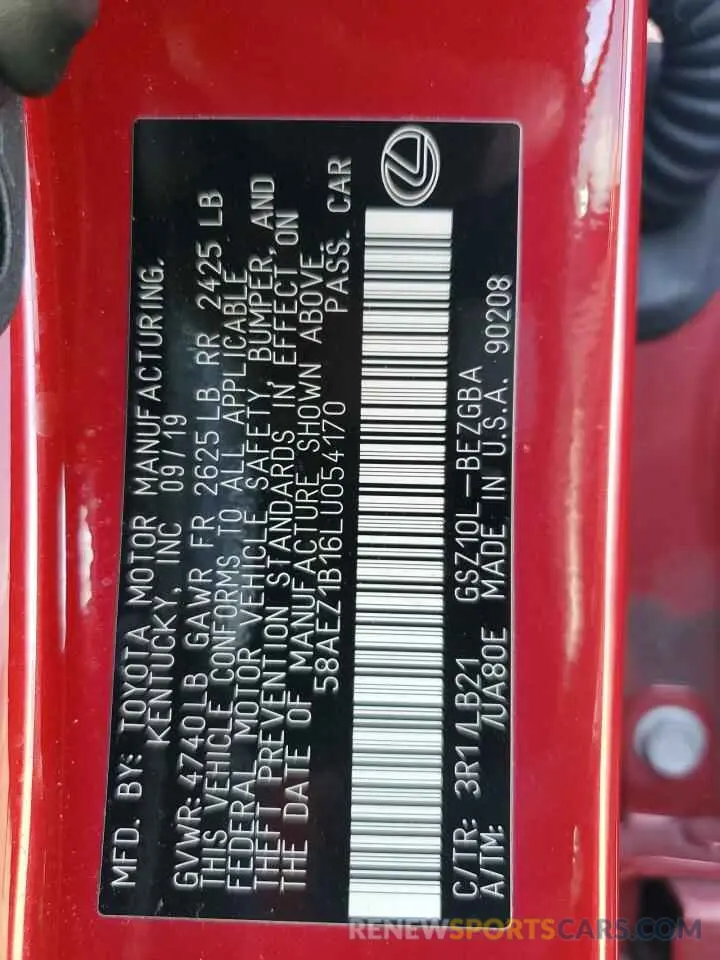 MFD. BY: TOYOTA MOTOR MANUFACTURING,
KENTUCKY, INC 09/19
GVWR: 4740LB GAWR FR 2625 LB RR 2425 LB
THIS VEHICLE CONFORMS TO ALL APPLICABLE
FEDERAL MOTOR VEHICLE SAFETY, BUMPER, AND
THEFT PREVENTION STANDARDS IN EFFECT ON
THE DATE OF MANUFACTURE SHOWN ABOVE.
58AEZ1B16LU054170 PASS. CAR
C/TR: 3R1/LB21 GSZ10L-BEZGBA
A/TM: /UA80E MADE IN U.S.A. 90208
RENEWSPORTSCARS.COM